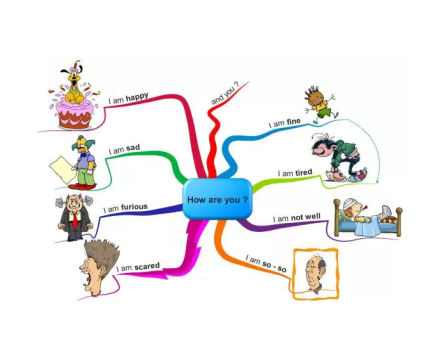 and you ?
I am happy
I am fine
I am sad
I am tired
How are you ?
I am furious
I am not well
I am scared
I am so - so